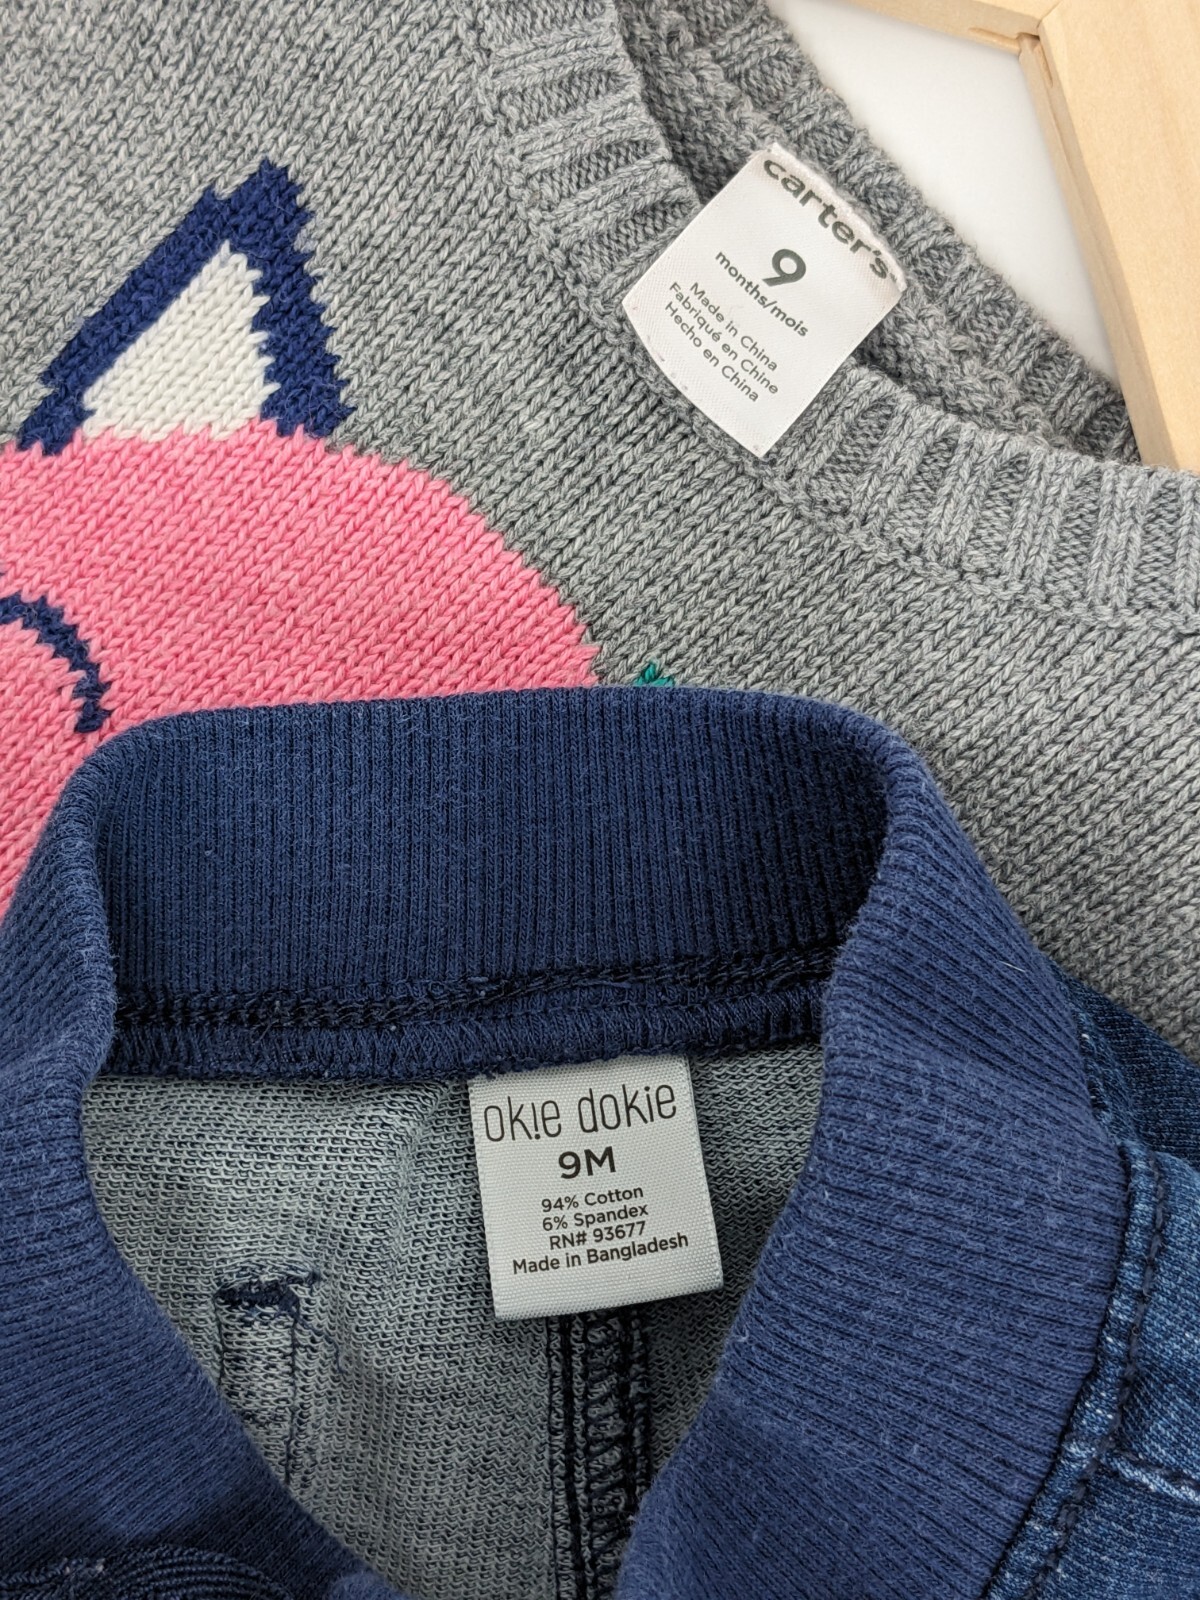 carter's
9
months/mois
Made in China
Fabriqué en Chine
Hecho en China
ok!e dokie
9M
94% Cotton
6% Spandex
RN# 93677
Made in Bangladesh